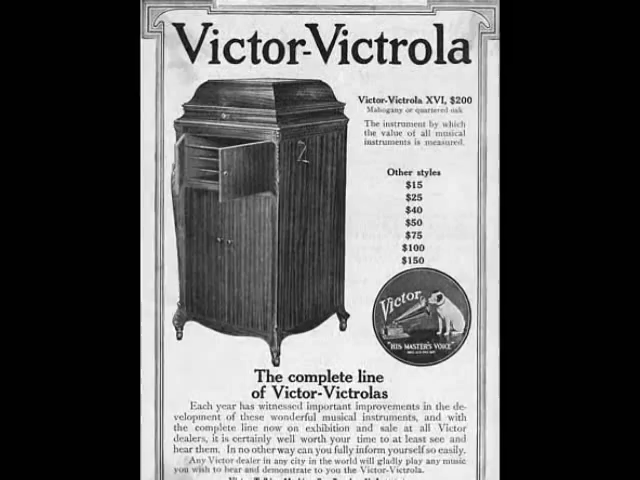 Victor-Victrola
Victor-Victrola XVI, $200
Mahogany or quartered oak
The instrument by which
the value of all musical
instruments is measured.
Other styles
$15
$25
$40
$50
$75
$100
$150
Victor
"HIS MASTER'S VOICE"
The complete line
of Victor-Victrolas
Each year has witnessed important improvements in the de-
velopment of these wonderful musical instruments, and with
the complete line now on exhibition and sale at all Victor
dealers, it is certainly well worth your time to at least see and
hear them. In no other way can you fully inform yourself so easily.
Any Victor dealer in any city in the world will gladly play any music
you wish to hear and demonstrate to you the Victor-Victrola.